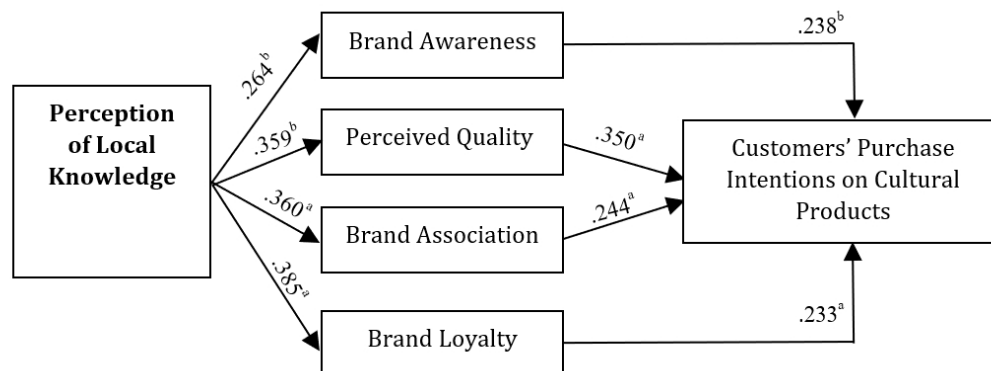 Perception
of Local
Knowledge
.264ᵇ
.359ᵇ
.360ᵃ
.385ᵃ
Brand Awareness
Perceived Quality
Brand Association
Brand Loyalty
.238ᵇ
.350ᵃ
.244ᵃ
.233ᵃ
Customers’ Purchase
Intentions on Cultural
Products